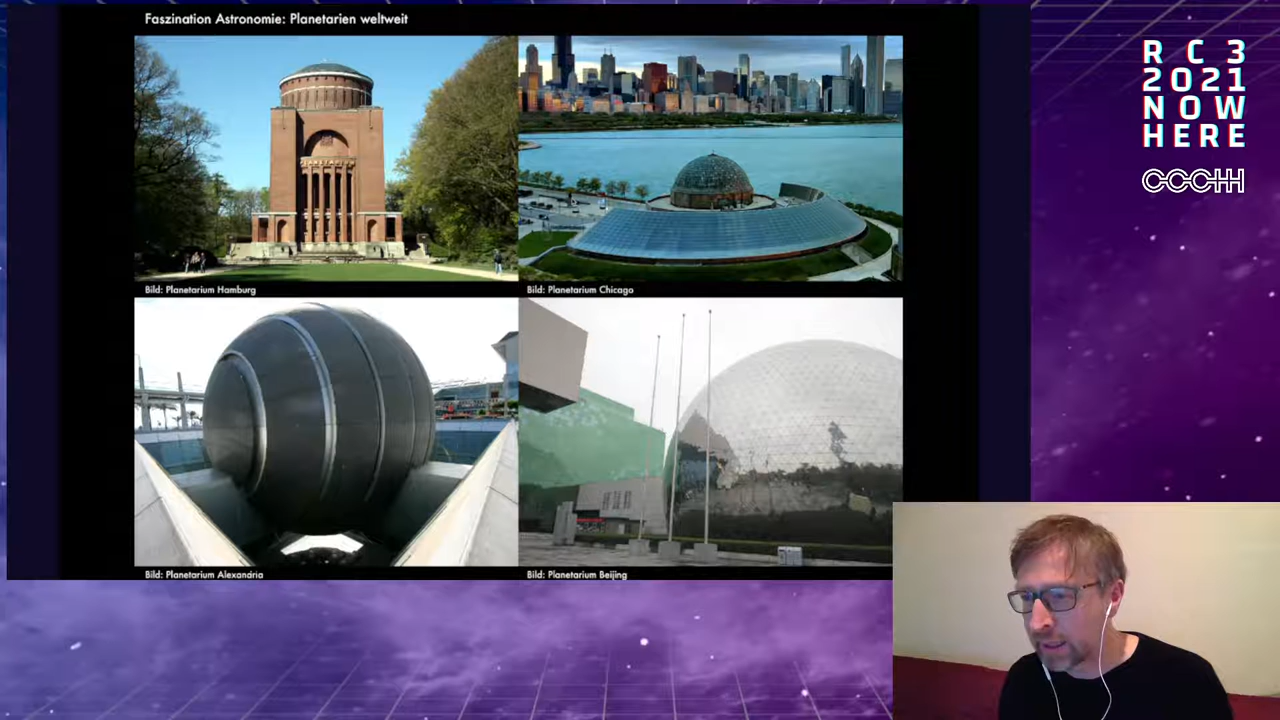 Faszination Astronomie: Planetarien weltweit
Bild: Planetarium Hamburg
Bild: Planetarium Chicago
Bild: Planetarium Alexandria
Bild: Planetarium Beijing
R C 3
2021
NOW
HERE
CCCHH